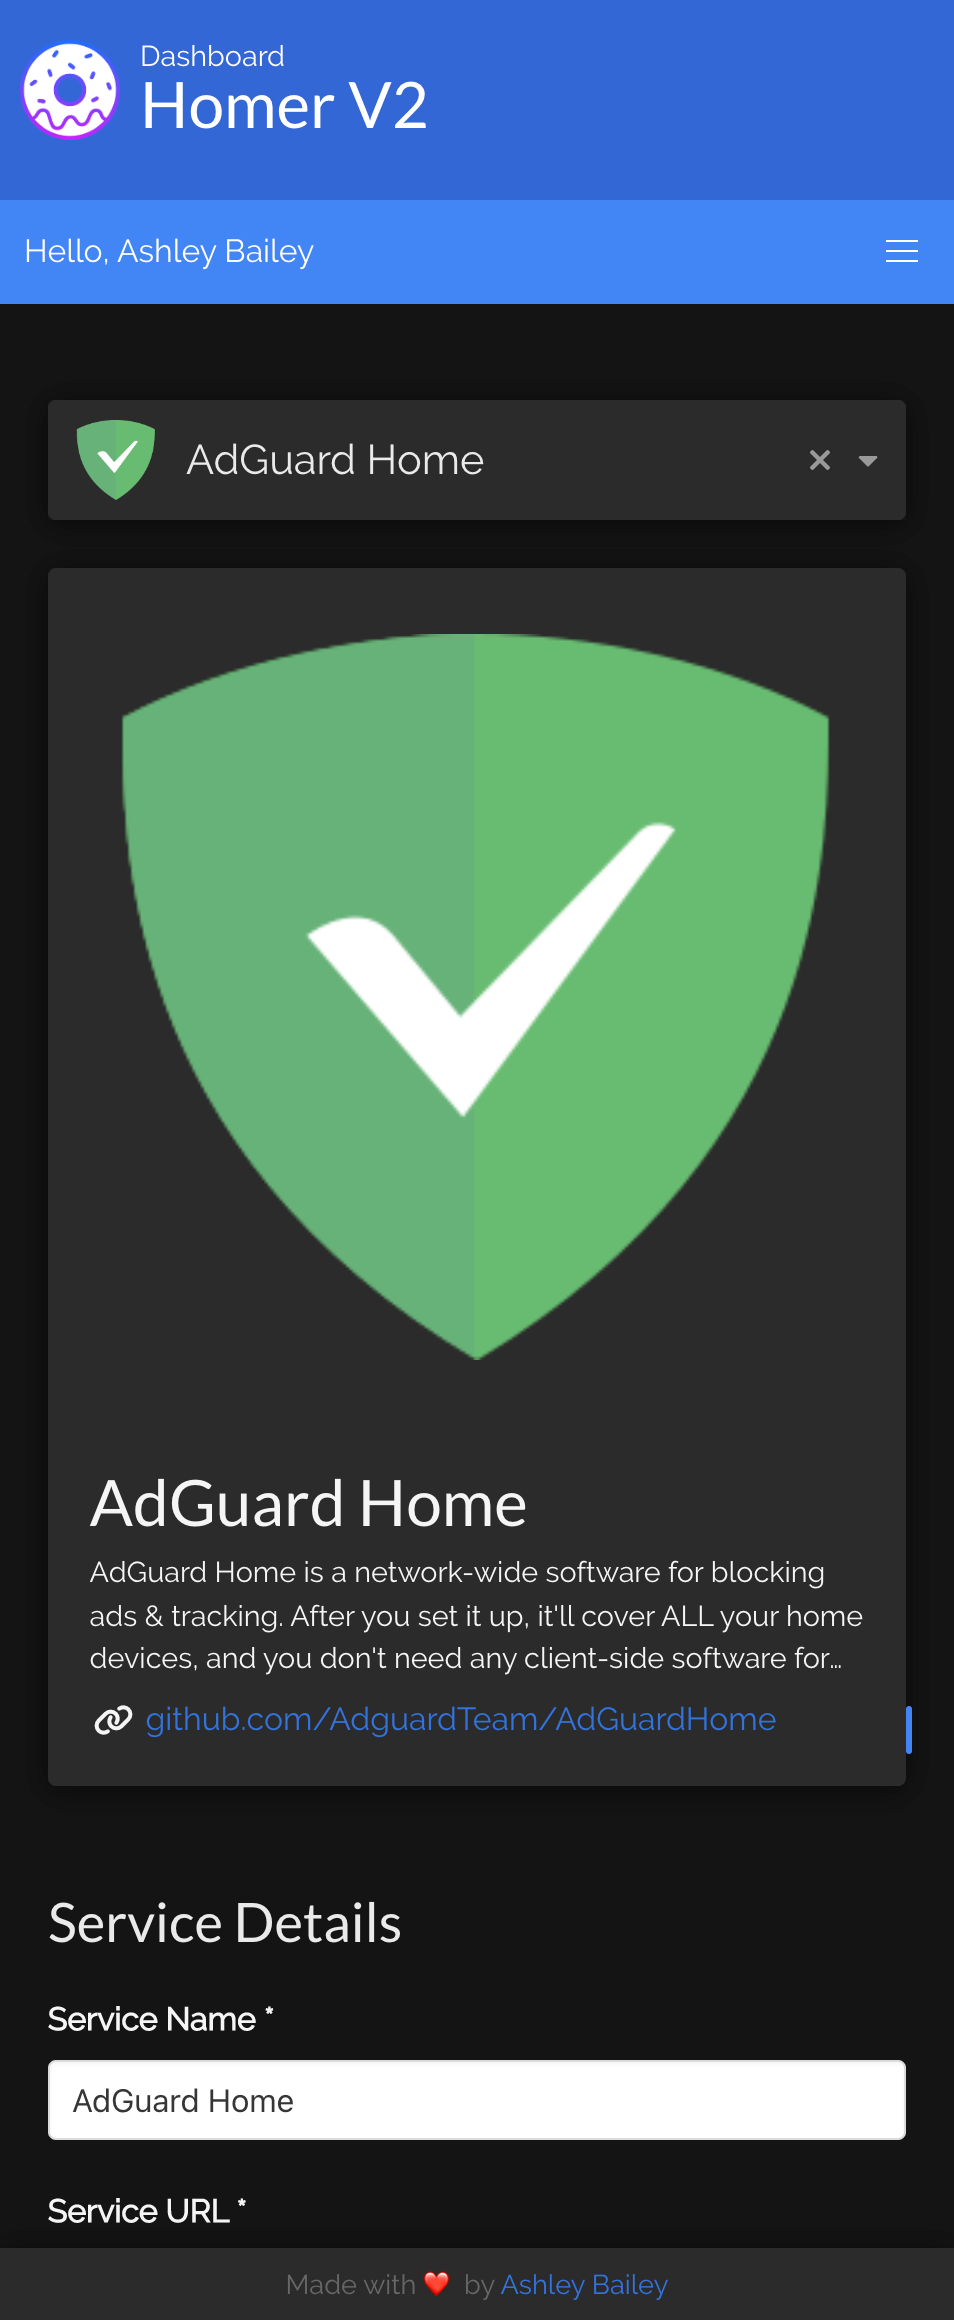 Dashboard
Homer V2
Hello, Ashley Bailey
AdGuard Home
AdGuard Home
AdGuard Home is a network-wide software for blocking
ads & tracking. After you set it up, it'll cover ALL your home
devices, and you don't need any client-side software for...
github.com/AdguardTeam/AdGuardHome
Service Details
Service Name *
AdGuard Home
Service URL *
Made with ❤️ by Ashley Bailey